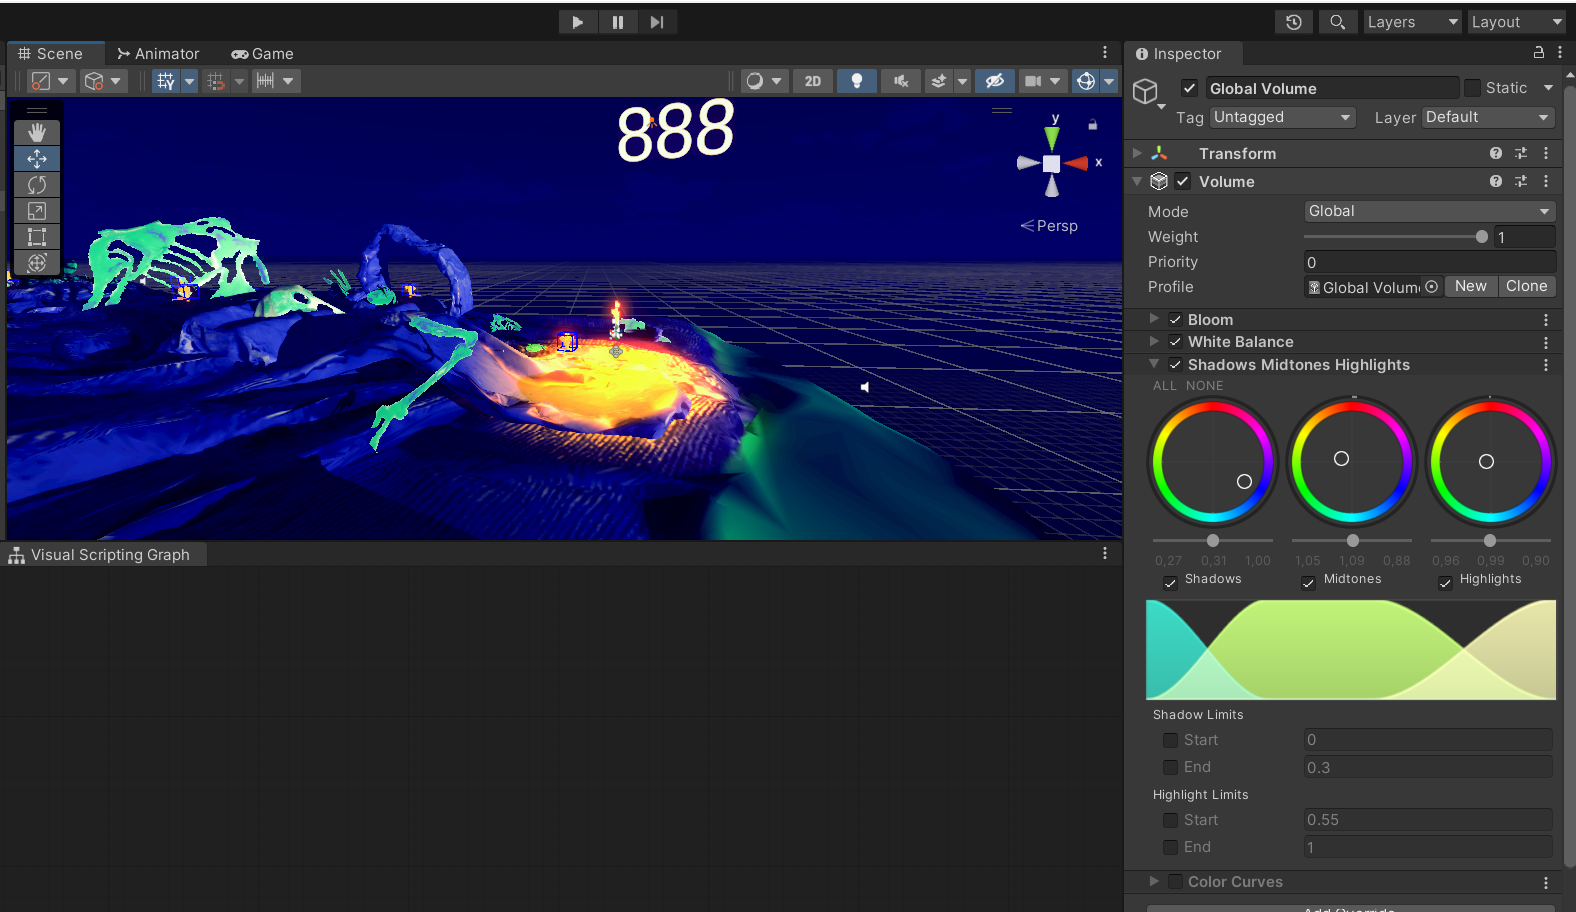 Layers
Layout
Scene
Animator
Game
Inspector
2D
888
y
x
Persp
Global Volume
Static
Tag
Untagged
Layer
Default
Transform
Volume
Mode
Global
Weight
1
Priority
0
Profile
Global Volum
New
Clone
Bloom
White Balance
Shadows Midtones Highlights
ALL NONE
0,27 0,31 1,00
1,05 1,09 0,88
0,96 0,99 0,90
Shadows
Midtones
Highlights
Shadow Limits
Start
0
End
0.3
Highlight Limits
Start
0.55
End
1
Color Curves
Add Override
Visual Scripting Graph